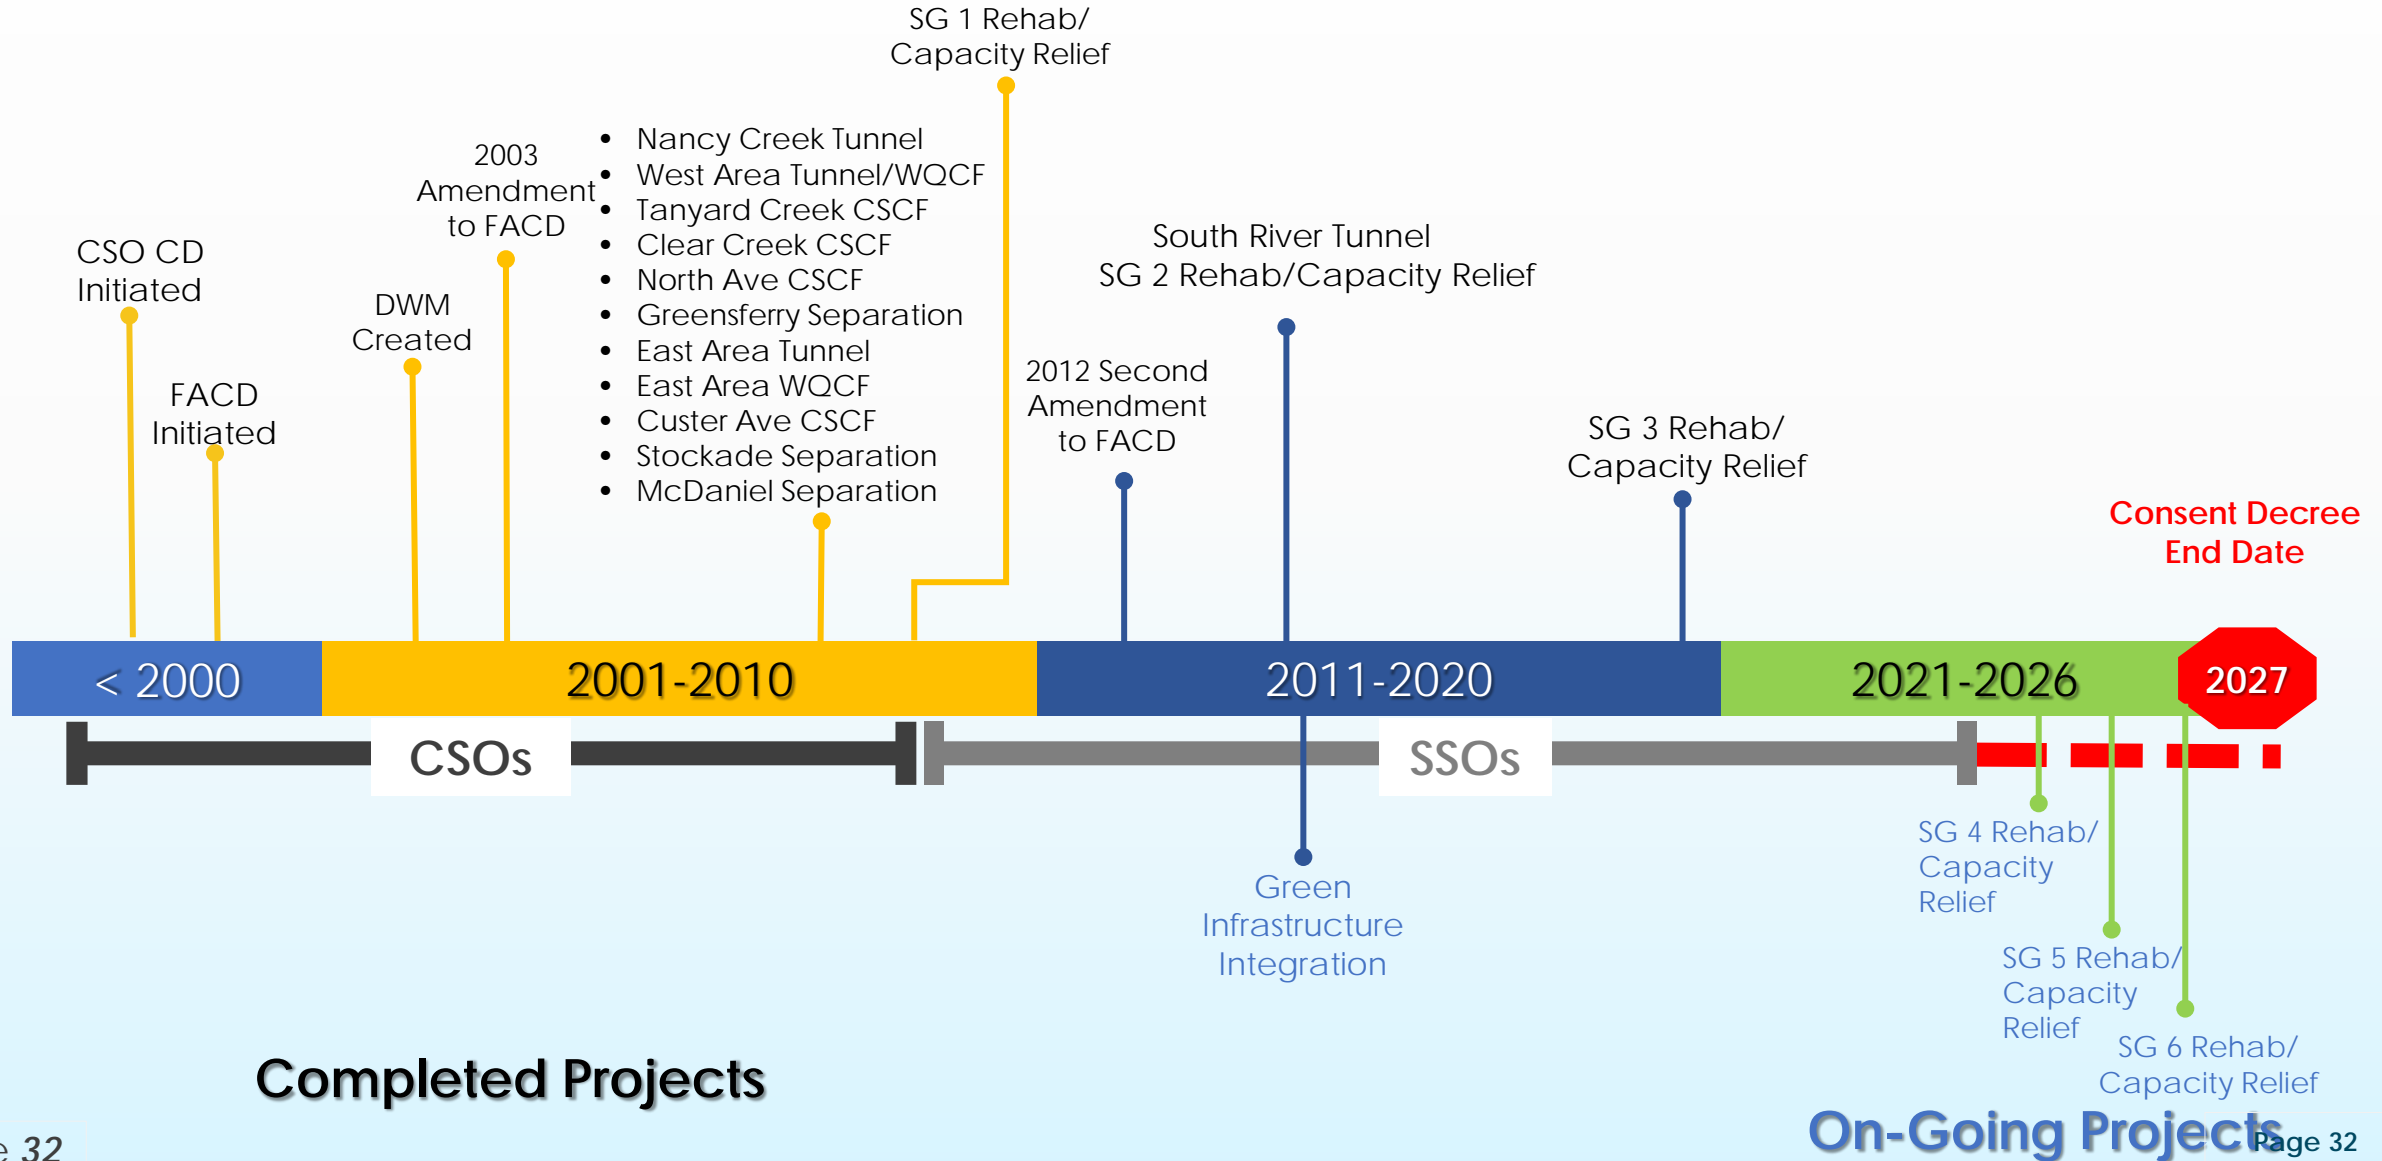 SG 1 Rehab/
Capacity Relief
• Nancy Creek Tunnel
• West Area Tunnel/WQCF
• Tanyard Creek CSCF
• Clear Creek CSCF
• North Ave CSCF
• Greensferry Separation
• East Area Tunnel
• East Area WQCF
• Custer Ave CSCF
• Stockade Separation
• McDaniel Separation
2003
Amendment
to FACD
CSO CD
Initiated
DWM
Created
FACD
Initiated
South River Tunnel
SG 2 Rehab/Capacity Relief
2012 Second
Amendment
to FACD
SG 3 Rehab/
Capacity Relief
Consent Decree
End Date
< 2000
2001-2010
2011-2020
2021-2026
2027
CSOs
SSOs
Green
Infrastructure
Integration
SG 4 Rehab/
Capacity
Relief
SG 5 Rehab/
Capacity
Relief
SG 6 Rehab/
Capacity Relief
Completed Projects
On-Going Projects
e 32
Page 32